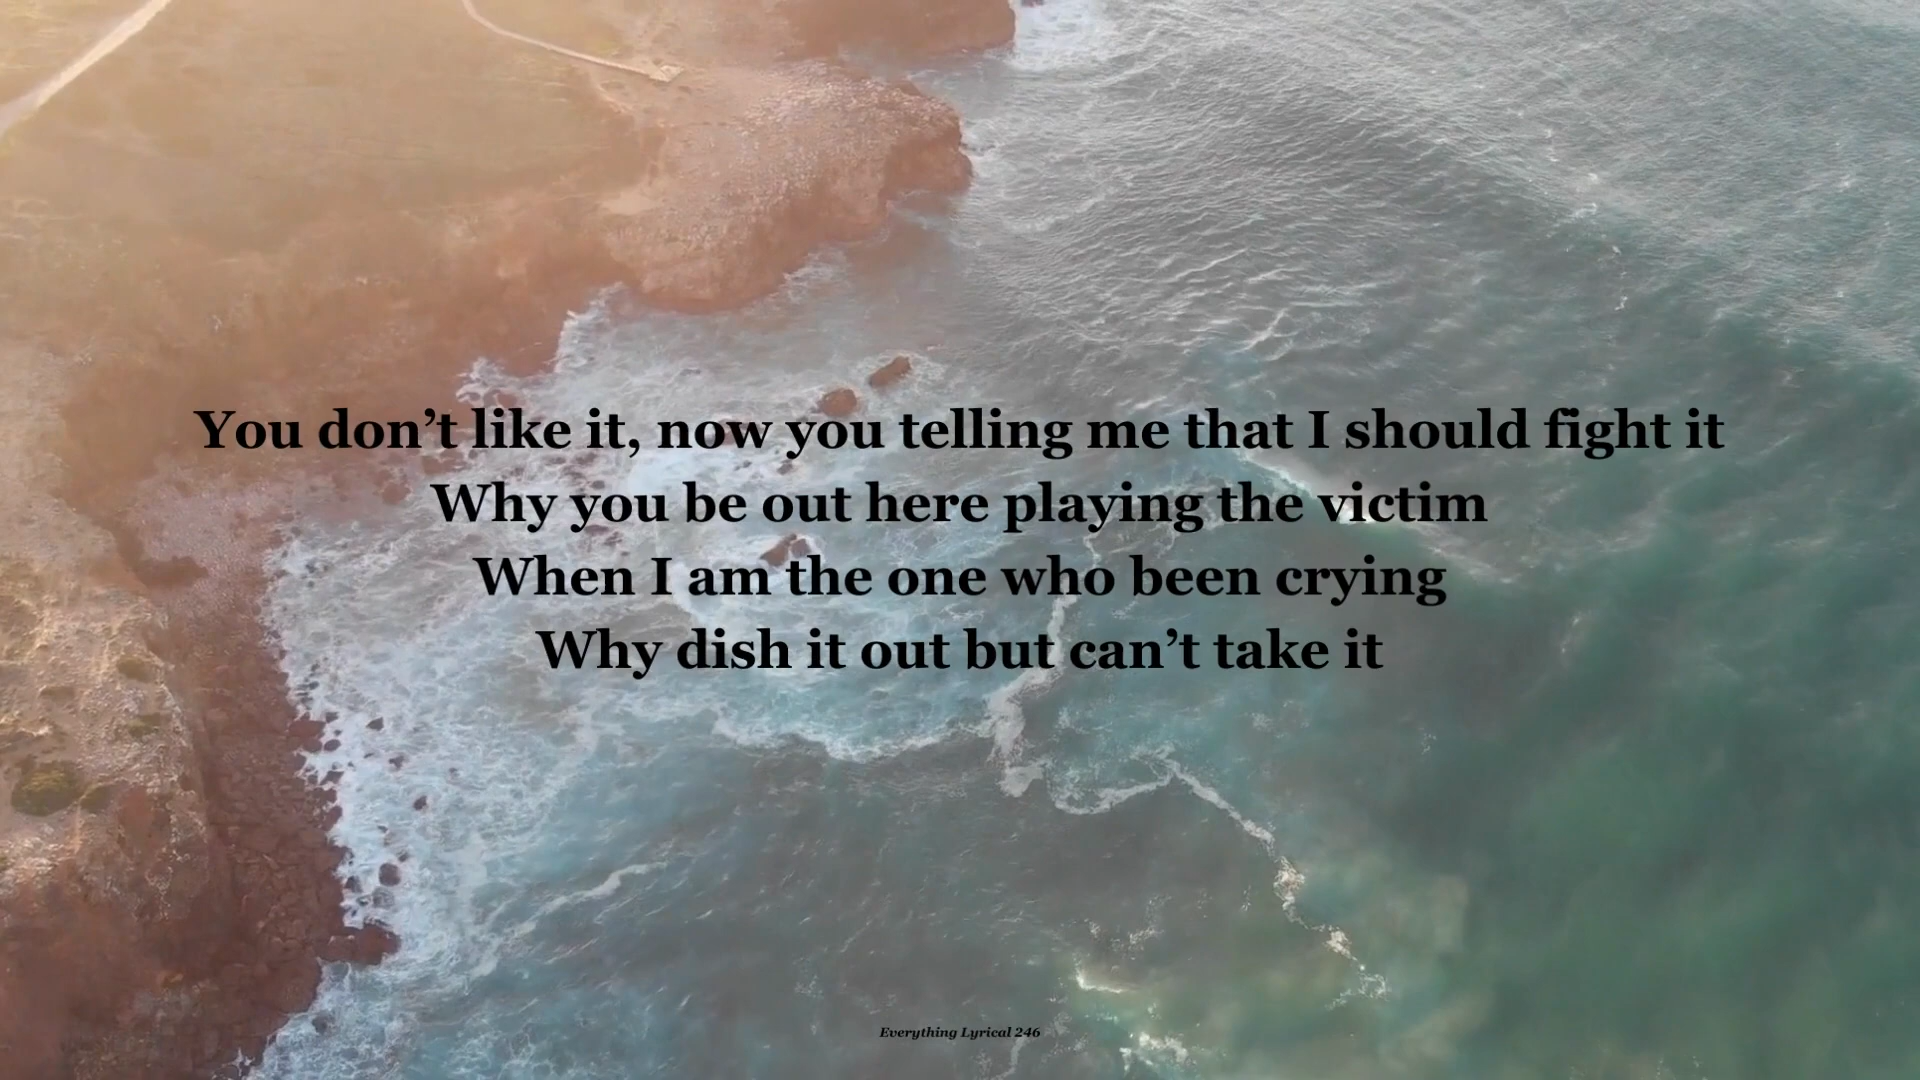 You don’t like it, now you telling me that I should fight it
Why you be out here playing the victim
When I am the one who been crying
Why dish it out but can’t take it
Everything Lyrical 246